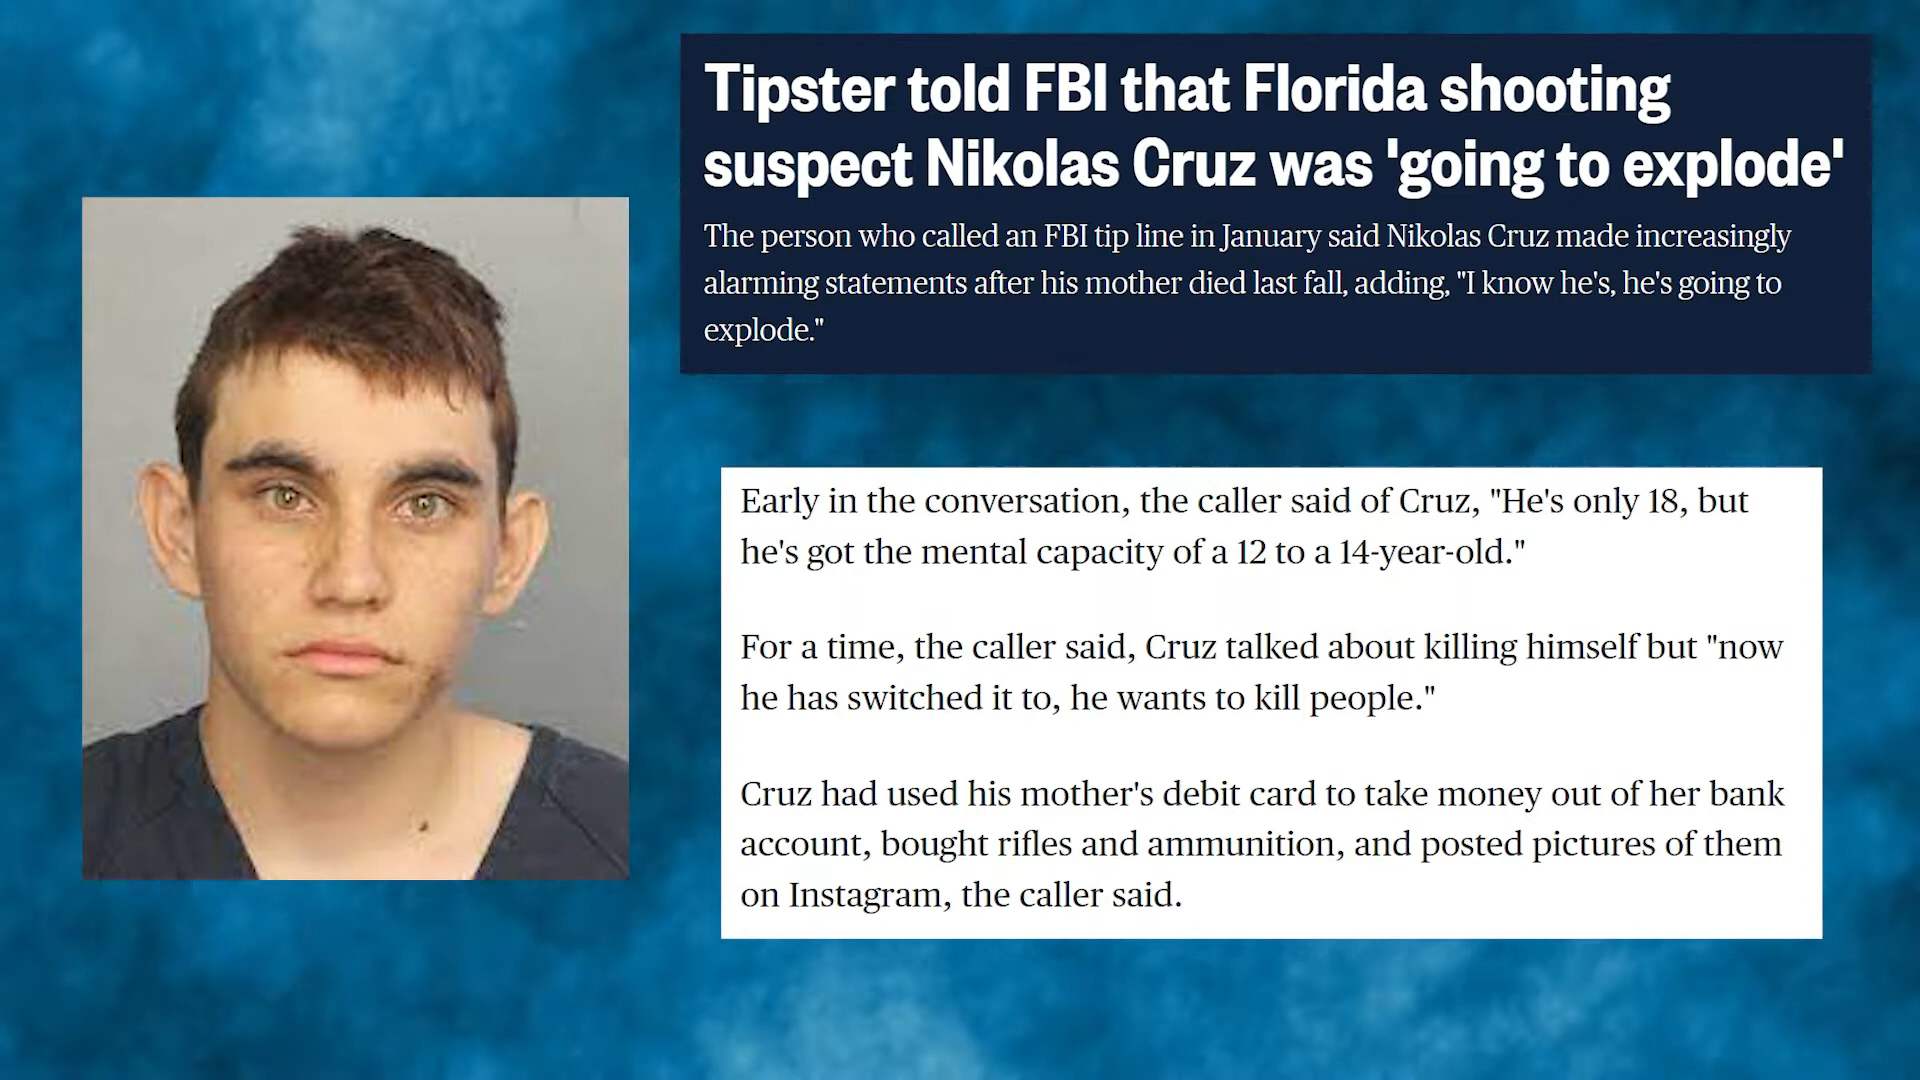 Tipster told FBI that Florida shooting
suspect Nikolas Cruz was 'going to explode'
The person who called an FBI tip line in January said Nikolas Cruz made increasingly
alarming statements after his mother died last fall, adding, "I know he's, he's going to
explode."
Early in the conversation, the caller said of Cruz, "He's only 18, but
he's got the mental capacity of a 12 to a 14-year-old."
For a time, the caller said, Cruz talked about killing himself but "now
he has switched it to, he wants to kill people."
Cruz had used his mother's debit card to take money out of her bank
account, bought rifles and ammunition, and posted pictures of them
on Instagram, the caller said.